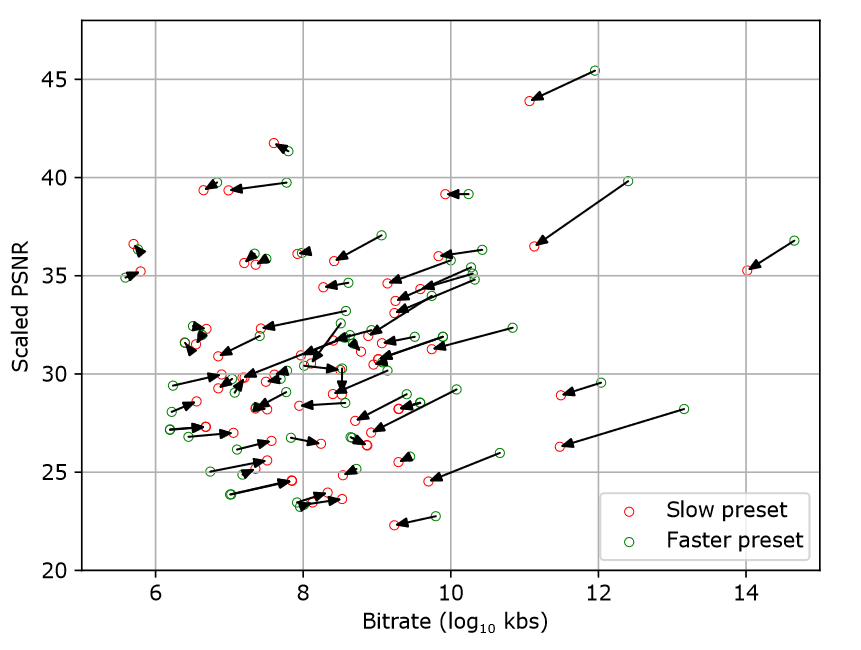 45
40
35
30
25
20
Scaled PSNR
6 8 10 12 14
Bitrate (log₁₀ kbs)
Slow preset
Faster preset